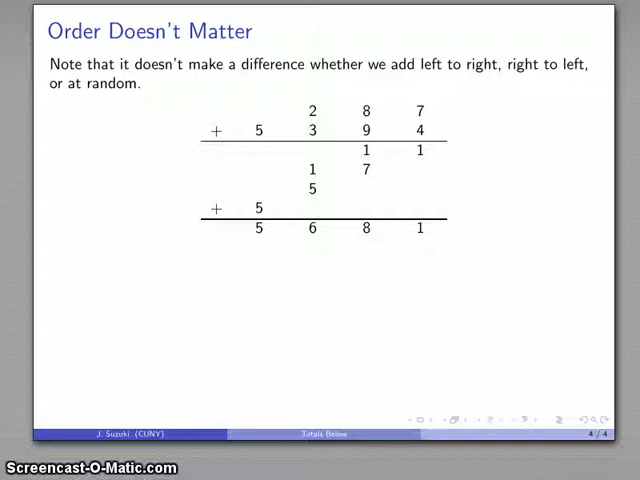 Order Doesn't Matter
Note that it doesn't make a difference whether we add left to right, right to left,
or at random.
2 8 7
+ 5 3 9 4
1 1
1 7
5
+ 5
5 6 8 1
J. Suzuki (CUNY) Totals Below 4 / 4
Screencast-O-Matic.com